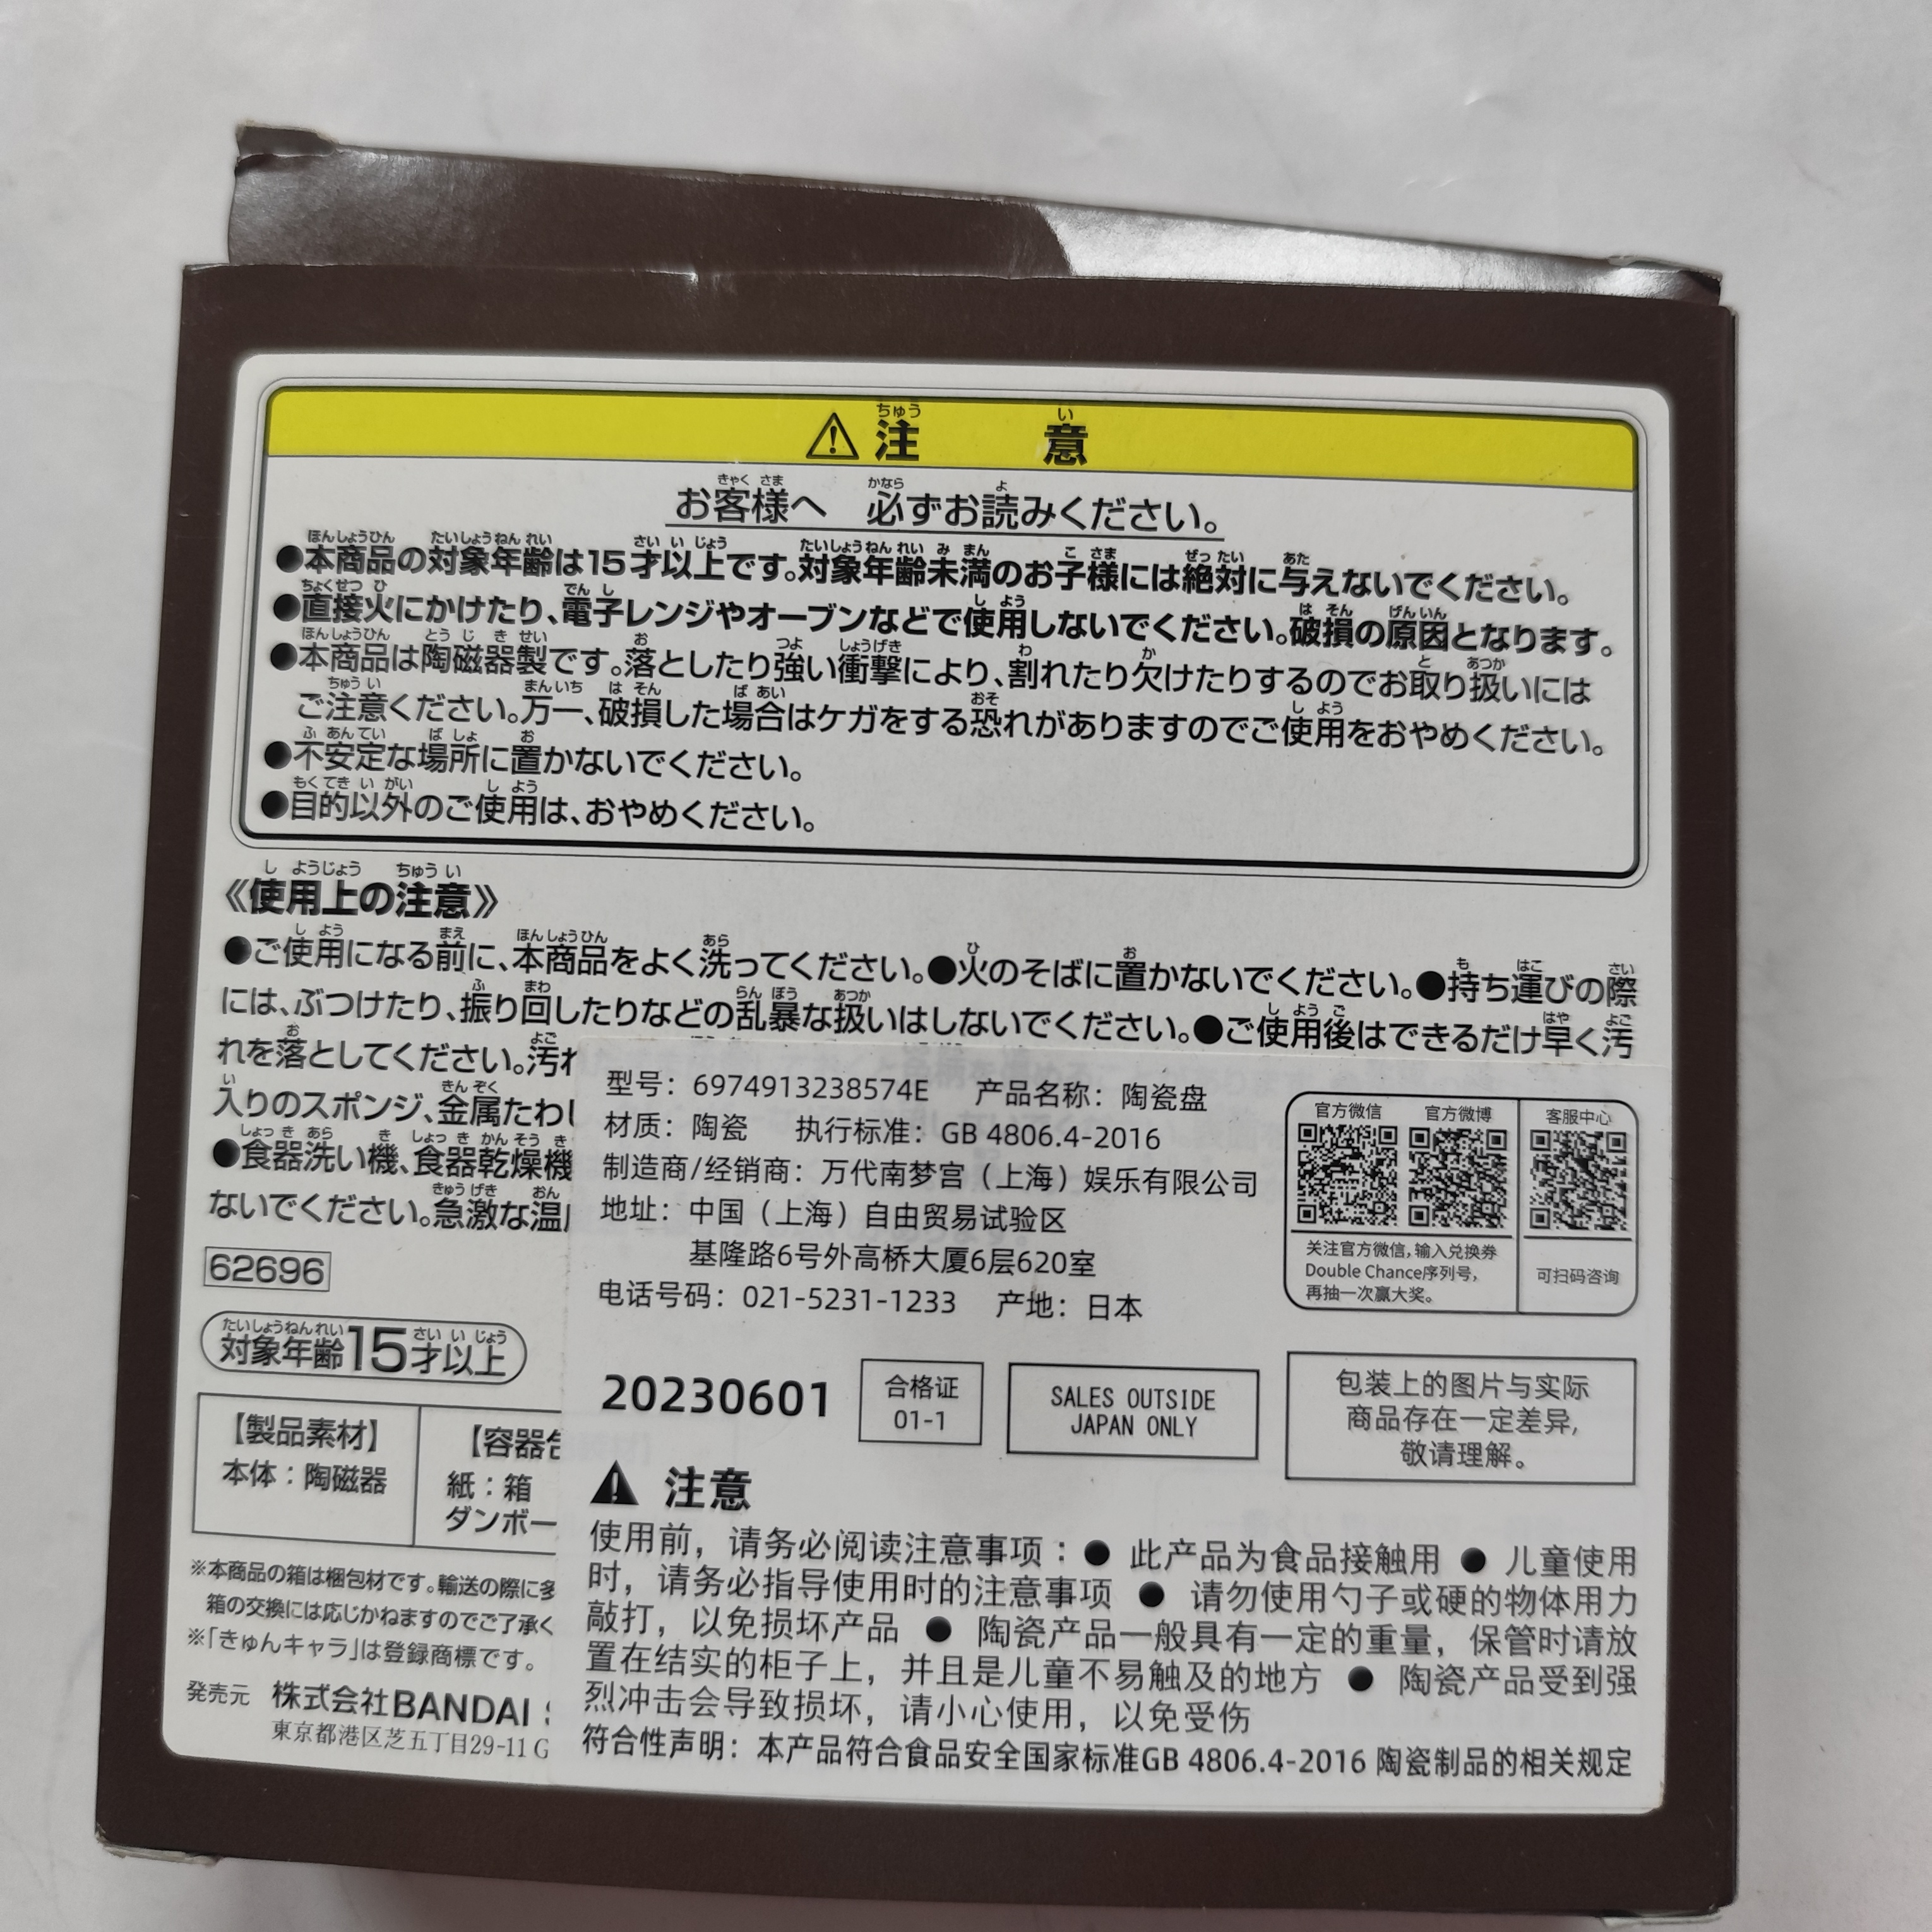 ⚠注 意
お客様へ 必ずお読みください。
●本商品の対象年齢は15才以上です。対象年齢未満のお子様には絶対に与えないでください。
●直接火にかけたり、電子レンジやオーブンなどで使用しないでください。破損の原因となります。
●本商品は陶磁器製です。落としたり強い衝撃により、割れたり欠けたりするのでお取り扱いには
ご注意ください。万一、破損した場合はケガをする恐れがありますのでご使用をおやめください。
●不安定な場所に置かないでください。
●目的以外のご使用は、おやめください。
《使用上の注意》
●ご使用になる前に、本商品をよく洗ってください。●火のそばに置かないでください。●持ち運びの際
には、ぶつけたり、振り回したりなどの乱暴な扱いはしないでください。●ご使用後はできるだけ早く汚
れを落としてください。汚れ
入りのスポンジ、金属たわし
●食器洗い機、食器乾燥機
ないでください。急激な温
62696
対象年齢15才以上
【製品素材】
本体：陶磁器
【容器包
紙：箱
ダンボー
※本商品の箱は梱包材です。輸送の際に多
箱の交換には応じかねますのでご了承く
※「きゅんキャラ」は登録商標です。
発売元 株式会社BANDAI S
東京都港区芝五丁目29-11 G
型号：6974913238574E 产品名称：陶瓷盘
材质：陶瓷 执行标准：GB 4806.4-2016
制造商/经销商：万代南梦宫（上海）娱乐有限公司
地址：中国（上海）自由贸易试验区
基隆路6号外高桥大厦6层620室
电话号码：021-5231-1233 产地：日本
官方微信 官方微博 客服中心
关注官方微信，输入兑换券
Double Chance序列号，
再抽一次赢大奖。
可扫码咨询
20230601
合格证
01-1
SALES OUTSIDE
JAPAN ONLY
包装上的图片与实际
商品存在一定差异，
敬请理解。
⚠ 注意
使用前，请务必阅读注意事项：● 此产品为食品接触用 ● 儿童使用
时，请务必指导使用时的注意事项 ● 请勿使用勺子或硬的物体用力
敲打，以免损坏产品 ● 陶瓷产品一般具有一定的重量，保管时请放
置在结实的柜子上，并且是儿童不易触及的地方 ● 陶瓷产品受到强
烈冲击会导致损坏，请小心使用，以免受伤
符合性声明：本产品符合食品安全国家标准GB 4806.4-2016 陶瓷制品的相关规定